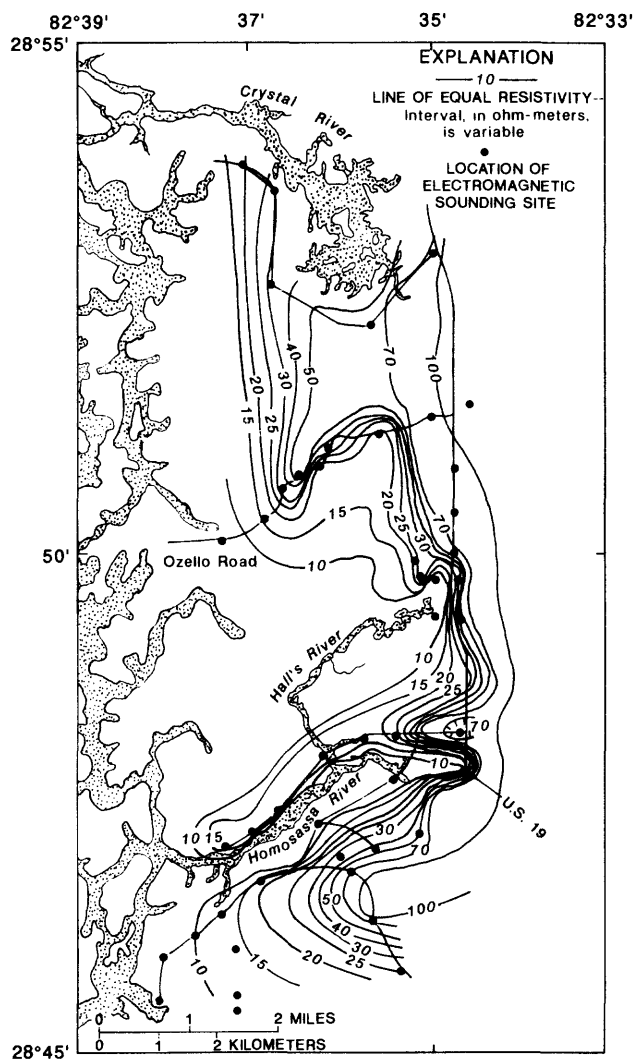 82°39'
37'
35'
82°33'
28°55'
EXPLANATION
10
LINE OF EQUAL RESISTIVITY--
Interval, in ohm-meters,
is variable
LOCATION OF
ELECTROMAGNETIC
SOUNDING SITE
Crystal
River
40
50
30
20
25
15
70
100
20
25
30
70
15
10
50'
Ozello Road
Hall's River
10
15
20
25
70
10
U.S. 19
Homosassa River
10
15
30
70
50
40
30
25
100
20
15
10
0 1 2 MILES
0 1 2 KILOMETERS
28°45'